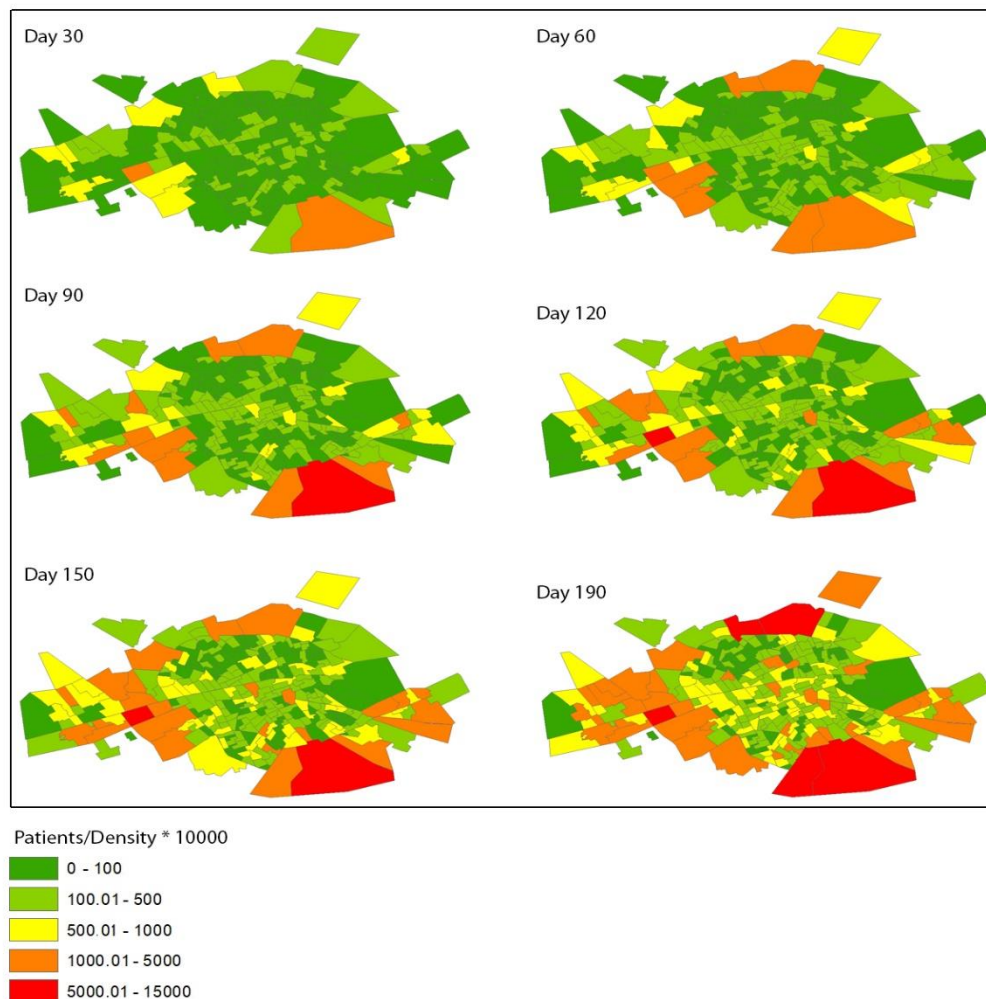 Day 30
Day 60
Day 90
Day 120
Day 150
Day 190
Patients/Density * 10000
0 - 100
100.01 - 500
500.01 - 1000
1000.01 - 5000
5000.01 - 15000